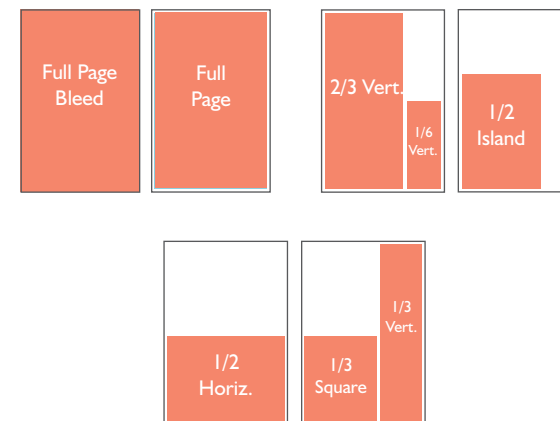 Full Page
Bleed
Full
Page
2/3 Vert.
1/6
Vert.
1/2
Island
1/2
Horiz.
1/3
Square
1/3
Vert.